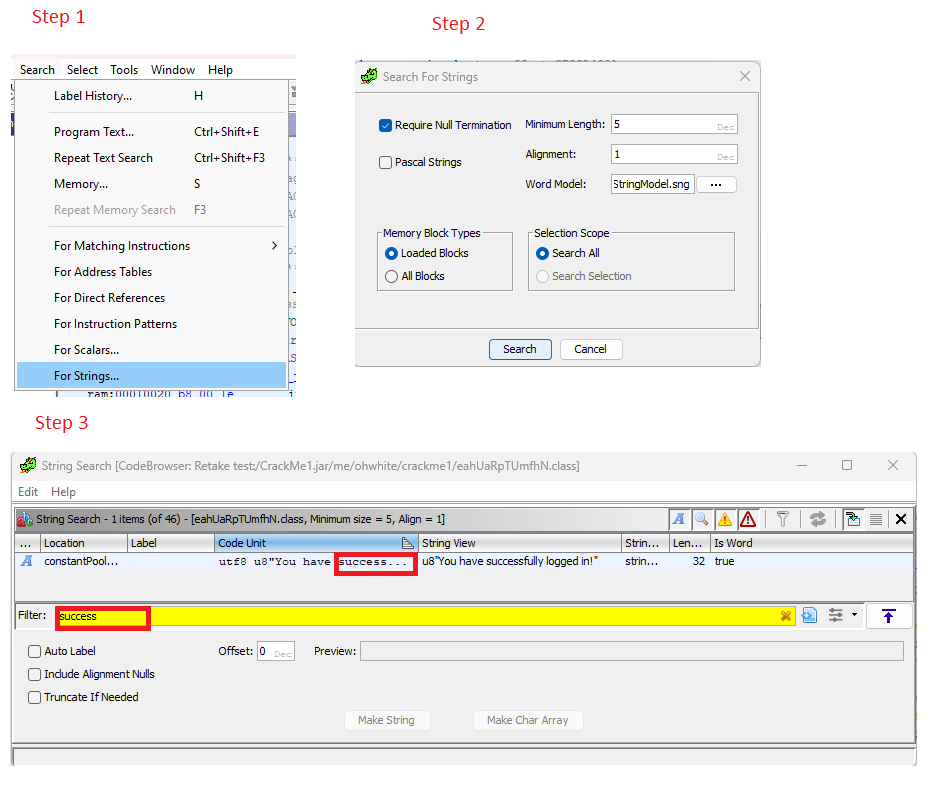 Step 1
Step 2
Search Select Tools Window Help
Label History... H
Program Text... Ctrl+Shift+E
Repeat Text Search Ctrl+Shift+F3
Memory... S
Repeat Memory Search F3
For Matching Instructions
For Address Tables
For Direct References
For Instruction Patterns
For Scalars...
For Strings...
ram:00010020 b8 00 1e
Search For Strings
Require Null Termination Minimum Length: 5 Dec
Pascal Strings Alignment: 1 Dec
Word Model: StringModel.sng ...
Memory Block Types Selection Scope
Loaded Blocks Search All
All Blocks Search Selection
Search Cancel
Step 3
String Search [CodeBrowser: Retake test:/CrackMe1.jar/me/ohwhite/crackme1/eahUaRpTUmfhN.class]
Edit Help
String Search - 1 items (of 46) - [eahUaRpTUmfhN.class, Minimum size = 5, Align = 1]
... Location Label Code Unit String View Strin... Len... Is Word
A constantPool... utf8 u8"You have success... u8"You have successfully logged in!" strin... 32 true
Filter: success
Auto Label Offset: 0 Dec Preview:
Include Alignment Nulls
Truncate If Needed
Make String Make Char Array